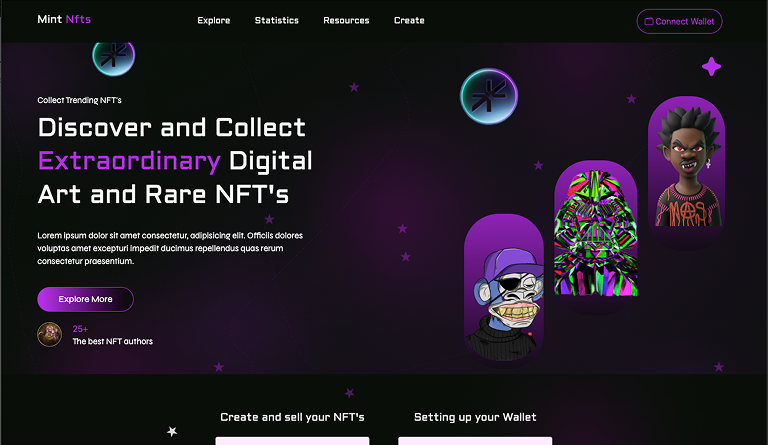 Mint Nfts
Explore
Statistics
Resources
Create
Connect Wallet
Collect Trending NFT's
Discover and Collect
Extraordinary Digital
Art and Rare NFT's
Lorem ipsum dolor sit amet consectetur, adipisicing elit. Officiis dolores
voluptas amet excepturi impedit ducimus repellendus quas rerum
consectetur praesentium.
Explore More
25+
The best NFT authors
Create and sell your NFT's
Setting up your Wallet